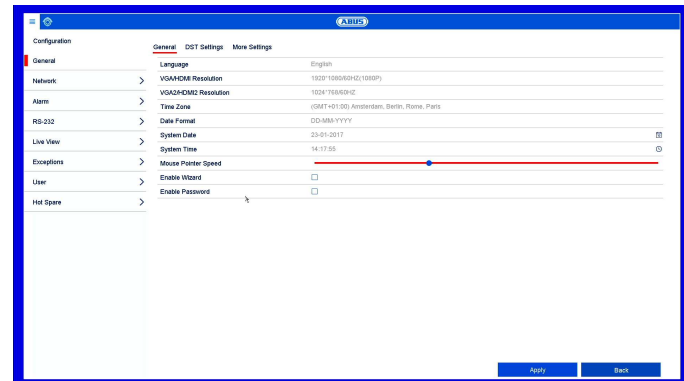 ABUS
Configuration
General
Network
Alarm
RS-232
Live View
Exceptions
User
Hot Spare
General DST Settings More Settings
Language English
VGA/HDMI Resolution 1920*1080/60HZ(1080P)
VGA2/HDMI2 Resolution 1024*768/60HZ
Time Zone (GMT+01:00) Amsterdam, Berlin, Rome, Paris
Date Format DD-MM-YYYY
System Date 23-01-2017
System Time 14:17:55
Mouse Pointer Speed
Enable Wizard
Enable Password
Apply Back